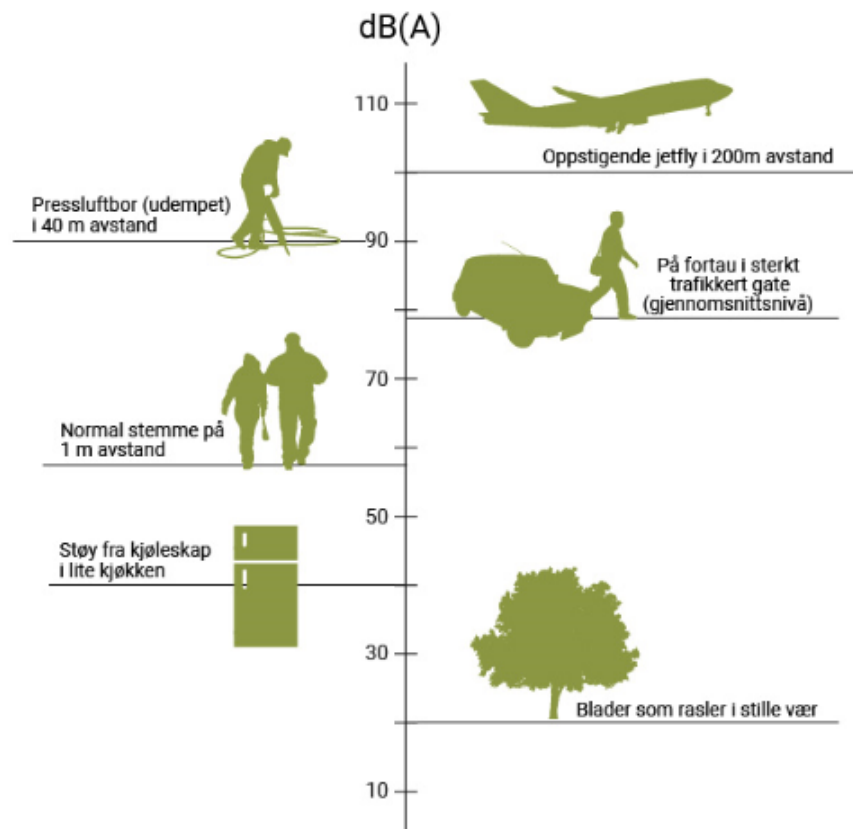 dB(A)
110
Oppstigende jetfly i 200m avstand
Pressluftbor (udempet)
i 40 m avstand
90
På fortau i sterkt
trafikkert gate
(gjennomsnittsnivå)
70
Normal stemme på
1 m avstand
50
Støy fra kjøleskap
i lite kjøkken
30
Blader som rasler i stille vær
10